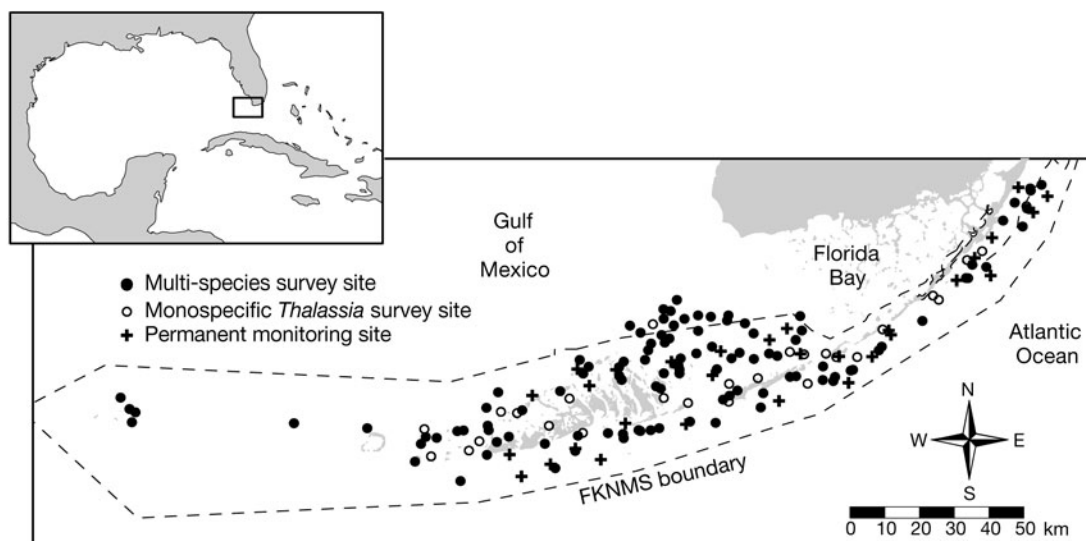 Gulf
of
Mexico
Florida
Bay
Multi-species survey site
Monospecific Thalassia survey site
Permanent monitoring site
Atlantic
Ocean
N
W E
S
FKNMS boundary
0 10 20 30 40 50 km